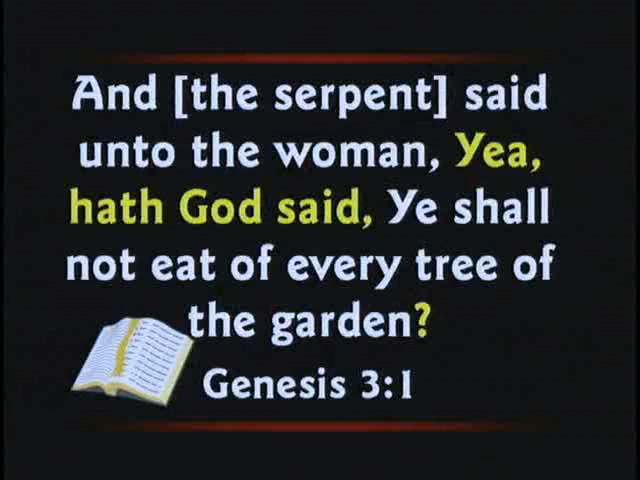 And [the serpent] said
unto the woman, Yea,
hath God said, Ye shall
not eat of every tree of
the garden?
Genesis 3:1